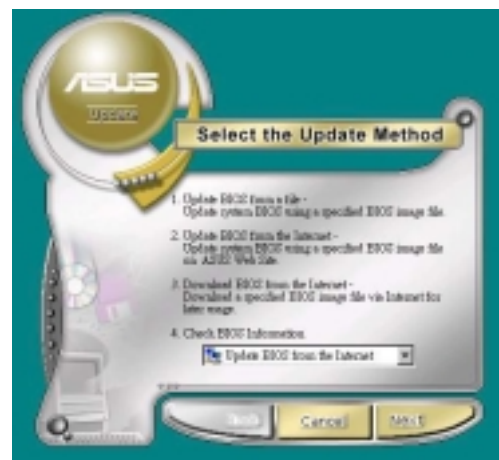 ASUS
Update
Select the Update Method
1. Update BIOS from a file -
Update system BIOS using a specified BIOS image file.
2. Update BIOS from the Internet -
Update system BIOS using a specified BIOS image file
via ASUS Web Site.
3. Download BIOS from the Internet -
Download a specified BIOS image file via Internet for
later usage.
4. Check BIOS Information.
Update BIOS from the Internet
Cancel
Next